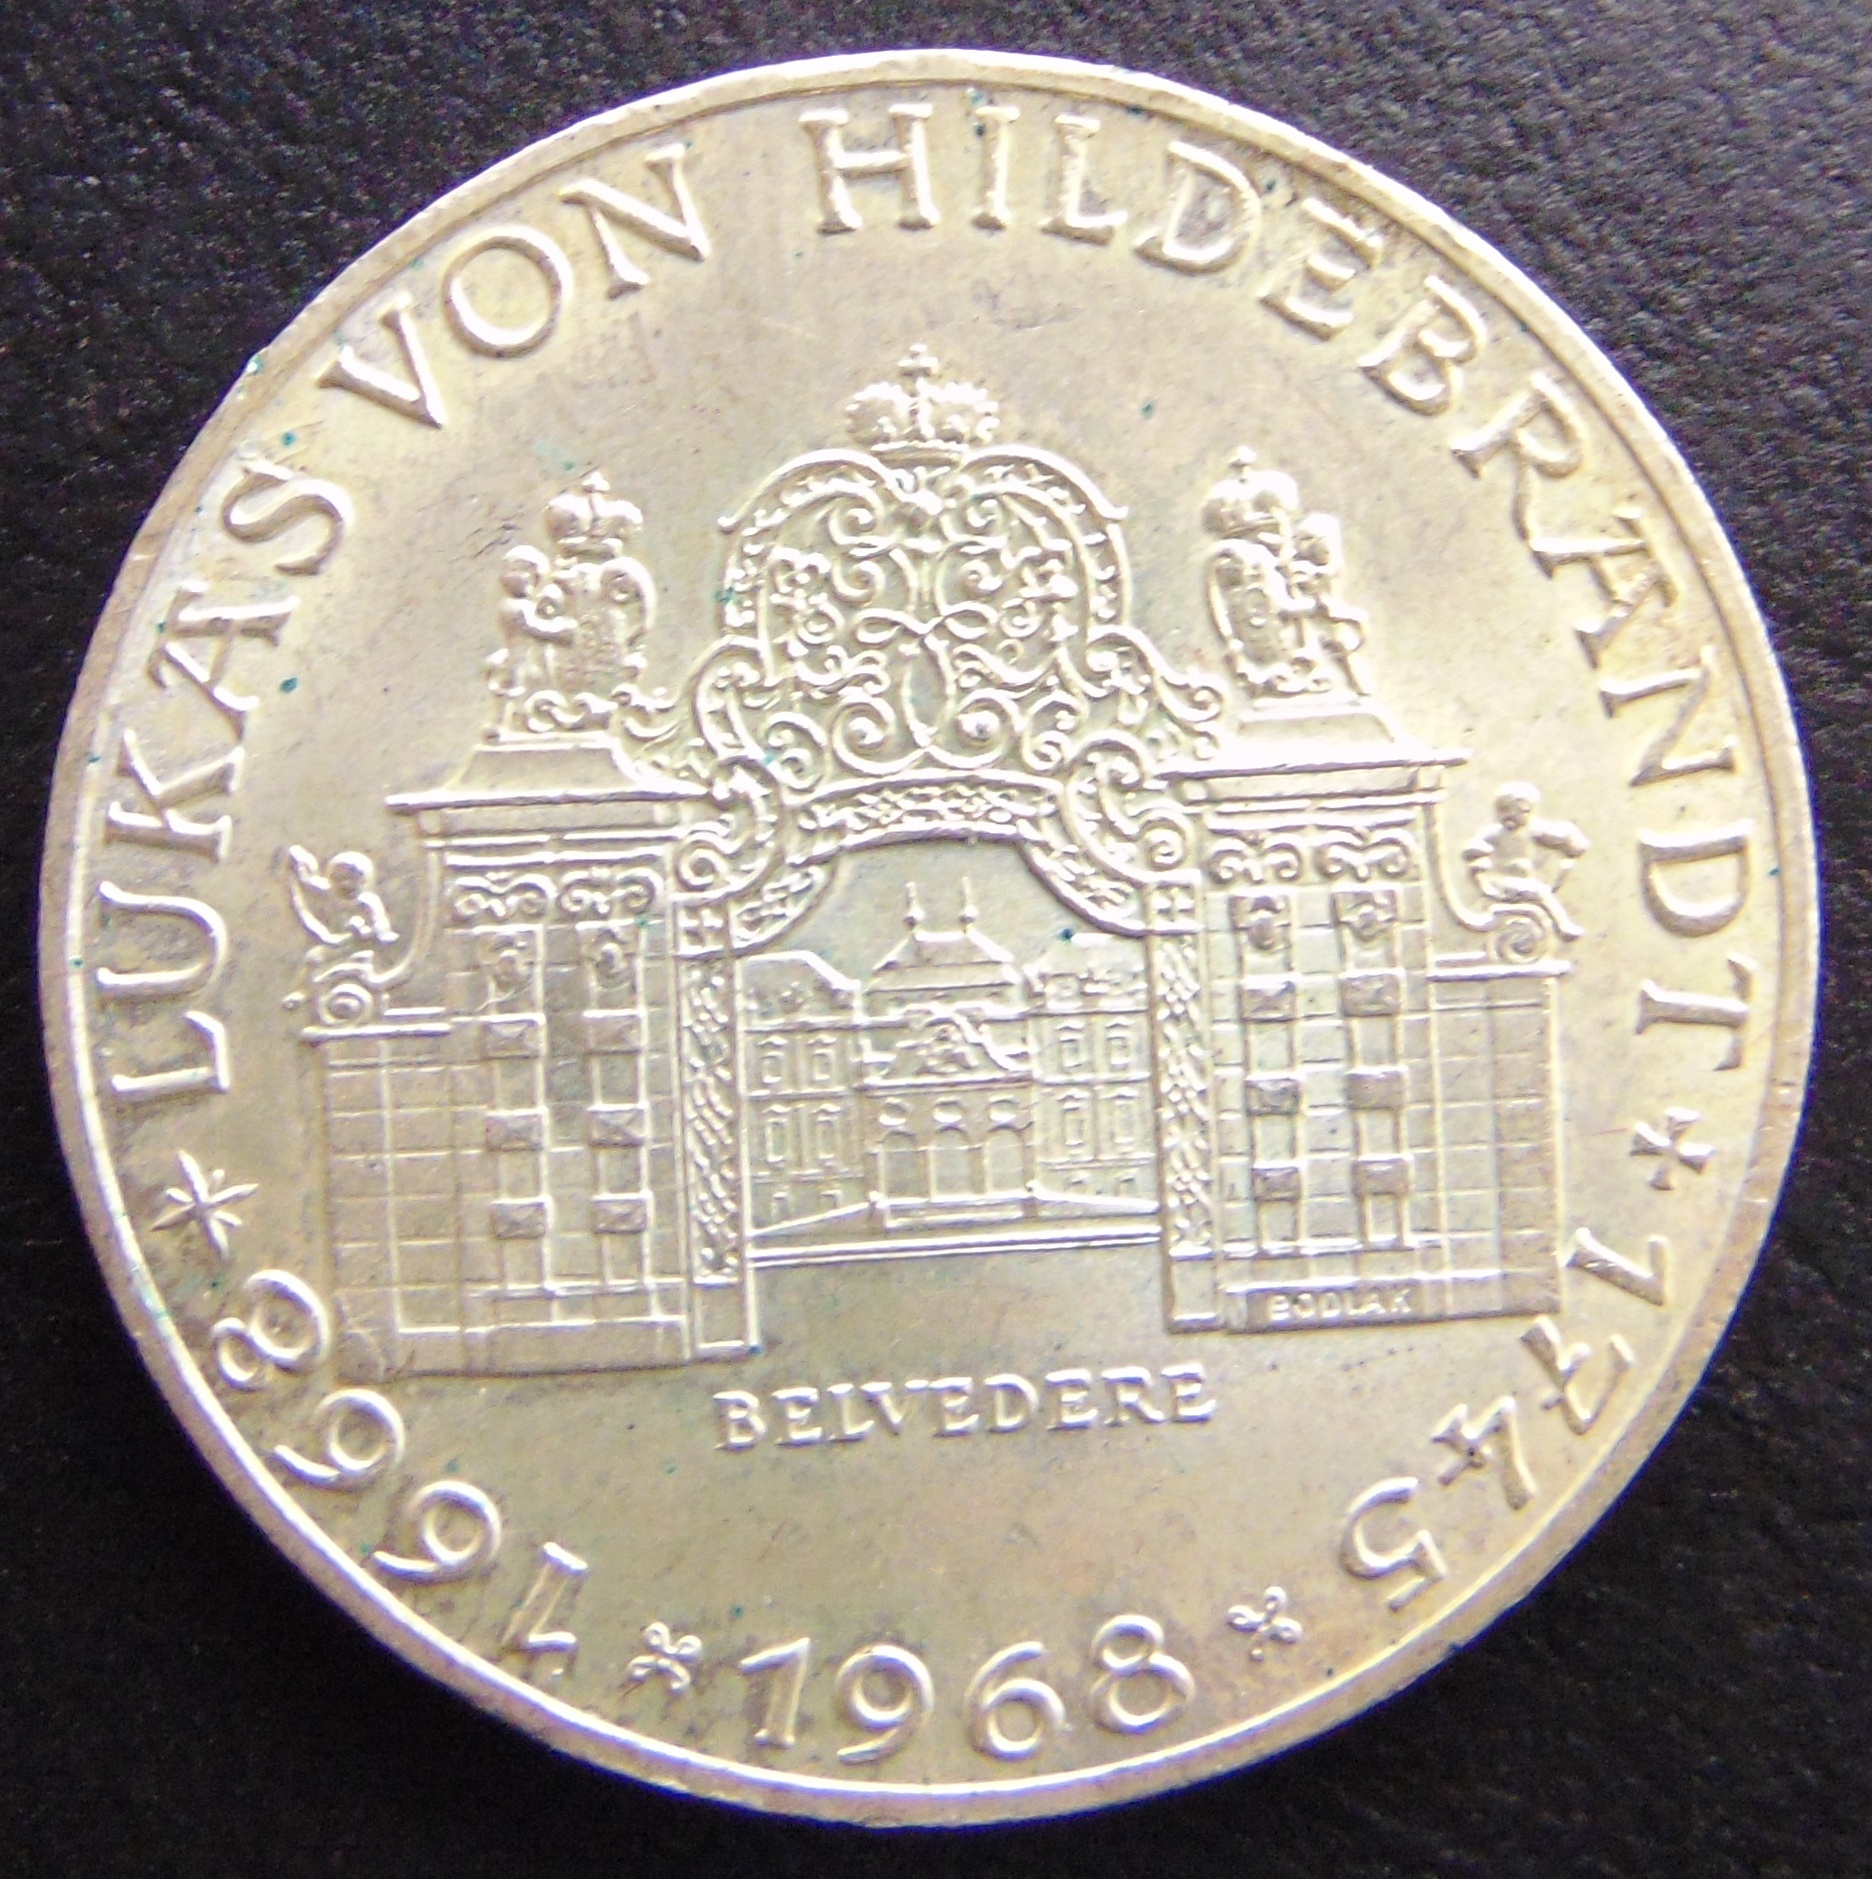 * LUKAS VON HILDEBRANDT ✠ 1745
1668
BODLAK
BELVEDERE
1968